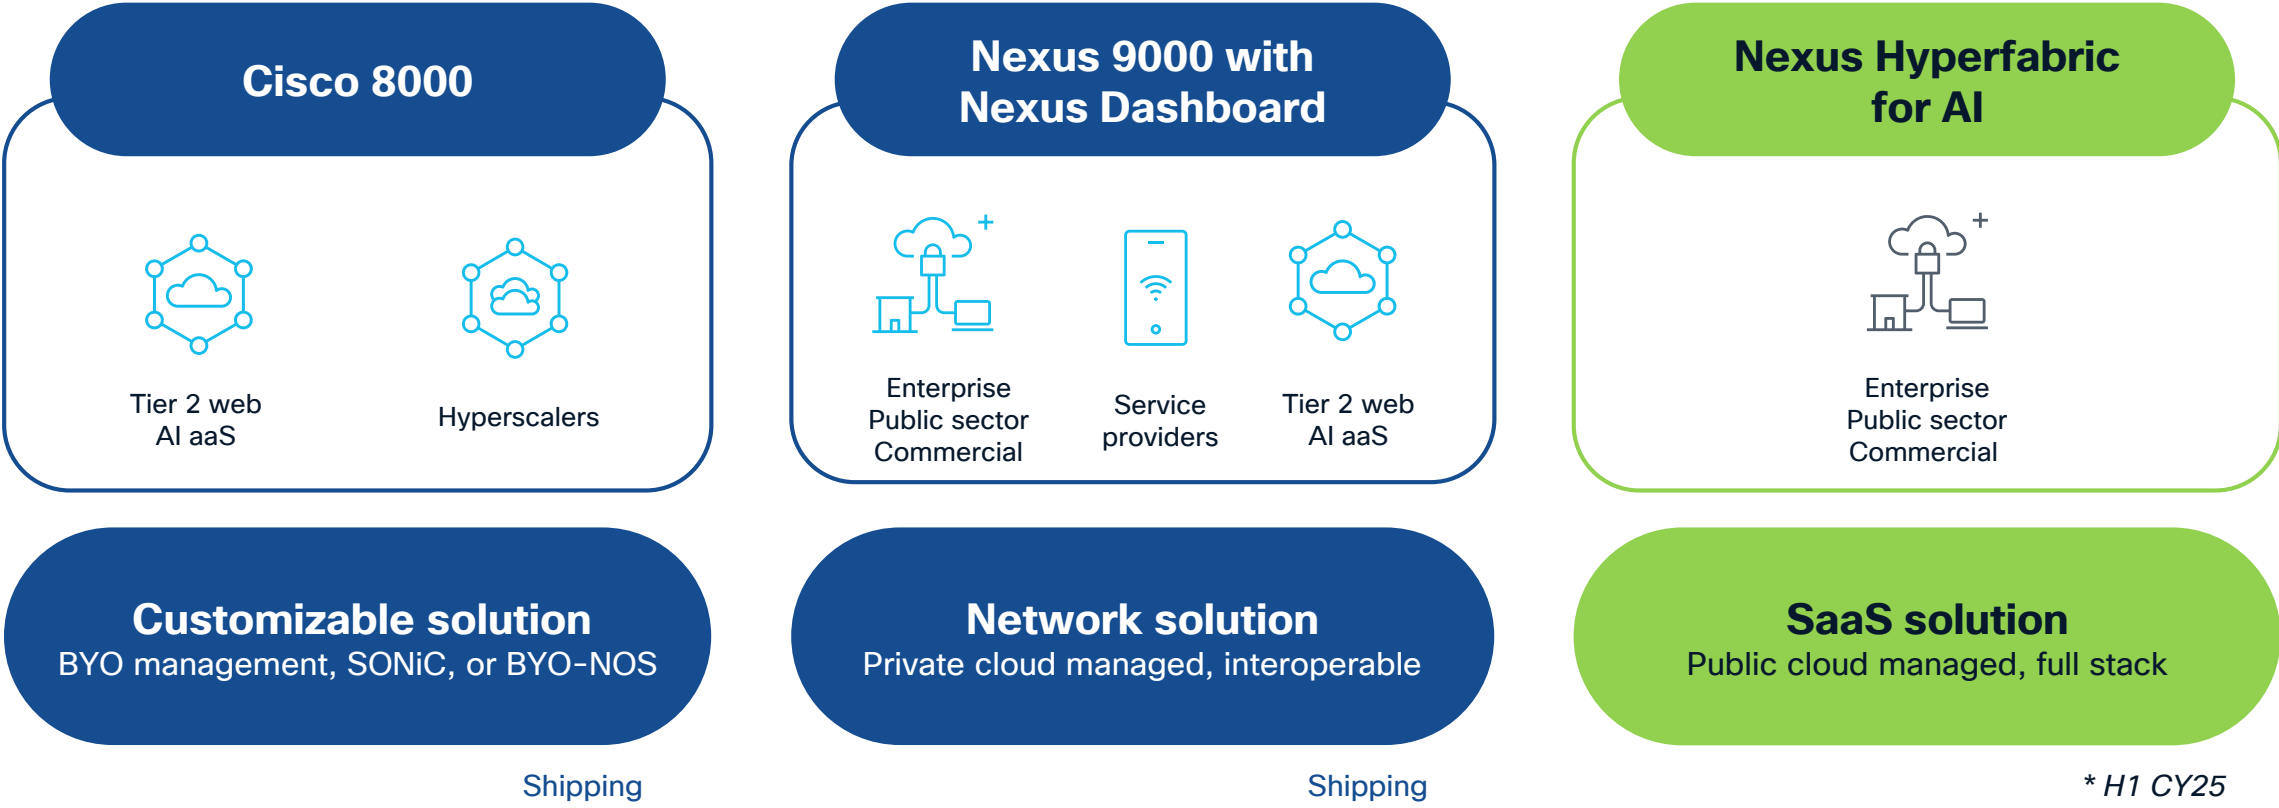 Cisco 8000
Tier 2 web
AI aaS
Hyperscalers
Customizable solution
BYO management, SONiC, or BYO-NOS
Shipping
Nexus 9000 with
Nexus Dashboard
Enterprise
Public sector
Commercial
Service
providers
Tier 2 web
AI aaS
Network solution
Private cloud managed, interoperable
Shipping
Nexus Hyperfabric
for AI
Enterprise
Public sector
Commercial
SaaS solution
Public cloud managed, full stack
* H1 CY25